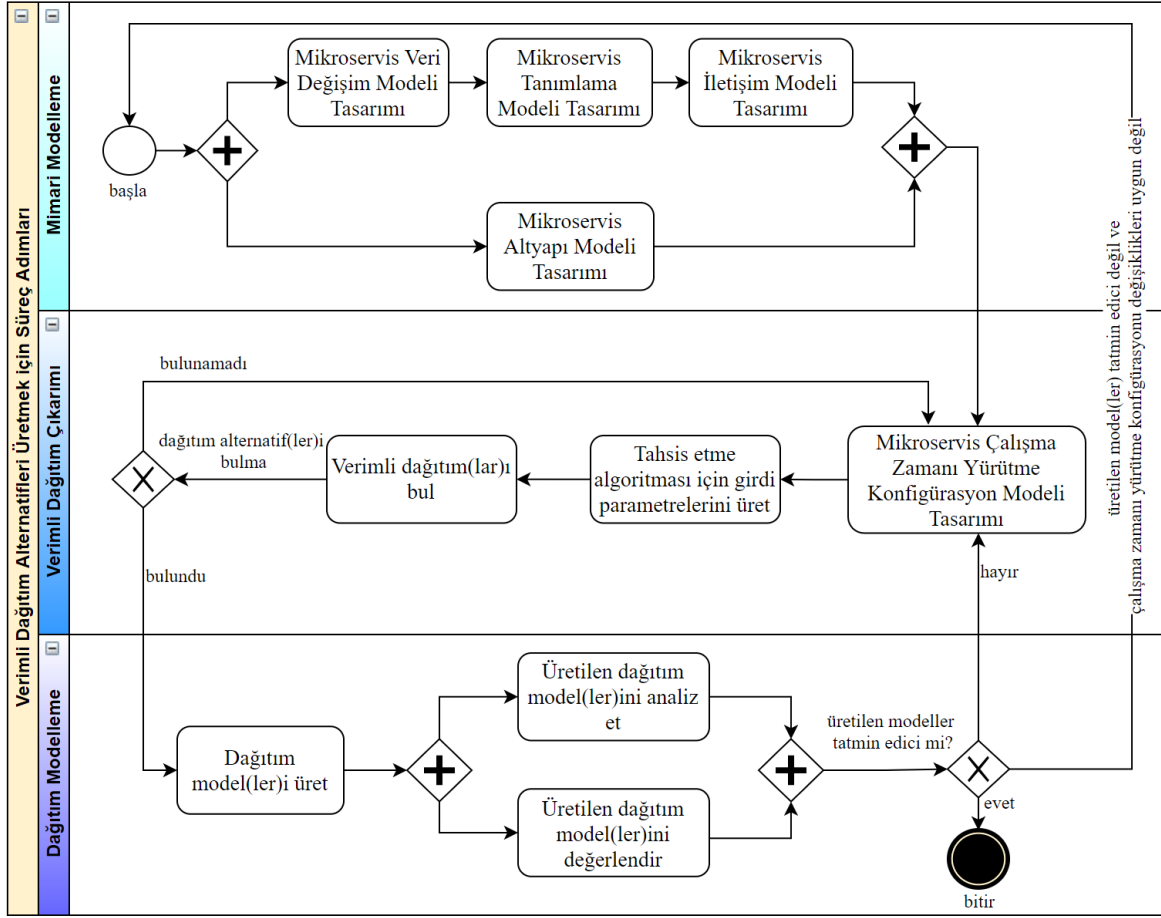 Verimli Dağıtım Alternatifleri Üretmek için Süreç Adımları
Mimari Modelleme
başla
Mikroservis Veri
Değişim Modeli
Tasarımı
Mikroservis
Tanımlama
Modeli Tasarımı
Mikroservis
İletişim Modeli
Tasarımı
Mikroservis
Altyapı Modeli
Tasarımı
üretilen model(ler) tatmin edici değil ve
çalışma zamanı yürütme konfigürasyonu değişiklikleri uygun değil
Verimli Dağıtım Çıkarımı
bulunamadı
dağıtım alternatif(ler)i
bulma
Verimli dağıtım(lar)ı
bul
Tahsis etme
algoritması için girdi
parametrelerini üret
Mikroservis Çalışma
Zamanı Yürütme
Konfigürasyon Modeli
Tasarımı
bulundu
hayır
Dağıtım Modelleme
Dağıtım
model(ler)i üret
Üretilen dağıtım
model(ler)ini analiz
et
Üretilen dağıtım
model(ler)ini
değerlendir
üretilen modeller
tatmin edici mi?
evet
bitir